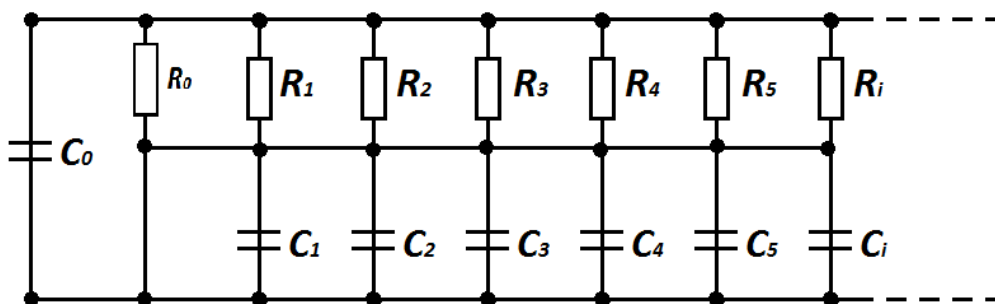 R₀ R₁ R₂ R₃ R₄ R₅ Rᵢ
C₀
C₁ C₂ C₃ C₄ C₅ Cᵢ